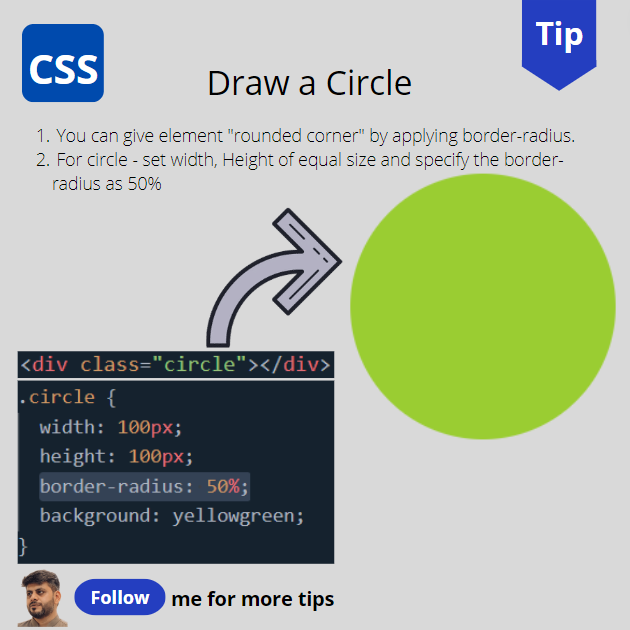 CSS
Tip
Draw a Circle
1. You can give element "rounded corner" by applying border-radius.
2. For circle - set width, Height of equal size and specify the border-
radius as 50%
<div class="circle"></div>
.circle {
width: 100px;
height: 100px;
border-radius: 50%;
background: yellowgreen;
}
Follow me for more tips